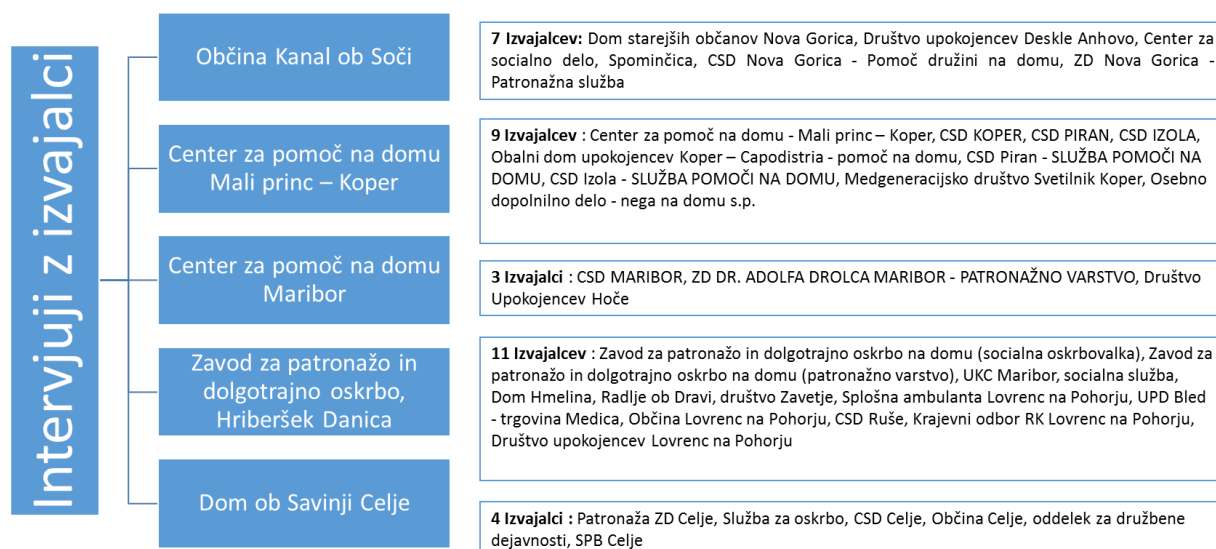 Intervjuji z izvajalci
Občina Kanal ob Soči
7 Izvajalcev: Dom starejših občanov Nova Gorica, Društvo upokojencev Deskle Anhovo, Center za
socialno delo, Spominčica, CSD Nova Gorica - Pomoč družini na domu, ZD Nova Gorica -
Patronažna služba
Center za pomoč na domu
Mali princ – Koper
9 Izvajalcev : Center za pomoč na domu - Mali princ – Koper, CSD KOPER, CSD PIRAN, CSD IZOLA,
Obalni dom upokojencev Koper – Capodistria - pomoč na domu, CSD Piran - SLUŽBA POMOČI NA
DOMU, CSD Izola - SLUŽBA POMOČI NA DOMU, Medgeneracijsko društvo Svetilnik Koper, Osebno
dopolnilno delo - nega na domu s.p.
Center za pomoč na domu
Maribor
3 Izvajalci : CSD MARIBOR, ZD DR. ADOLFA DROLCA MARIBOR - PATRONAŽNO VARSTVO, Društvo
Upokojencev Hoče
Zavod za patronažo in
dolgotrajno oskrbo,
Hriberšek Danica
11 Izvajalcev : Zavod za patronažo in dolgotrajno oskrbo na domu (socialna oskrbovalka), Zavod za
patronažo in dolgotrajno oskrbo na domu (patronažno varstvo), UKC Maribor, socialna služba,
Dom Hmelina, Radlje ob Dravi, društvo Zavetje, Splošna ambulanta Lovrenc na Pohorju, UPD Bled
- trgovina Medica, Občina Lovrenc na Pohorju, CSD Ruše, Krajevni odbor RK Lovrenc na Pohorju,
Društvo upokojencev Lovrenc na Pohorju
Dom ob Savinji Celje
4 Izvajalci : Patronaža ZD Celje, Služba za oskrbo, CSD Celje, Občina Celje, oddelek za družbene
dejavnosti, SPB Celje